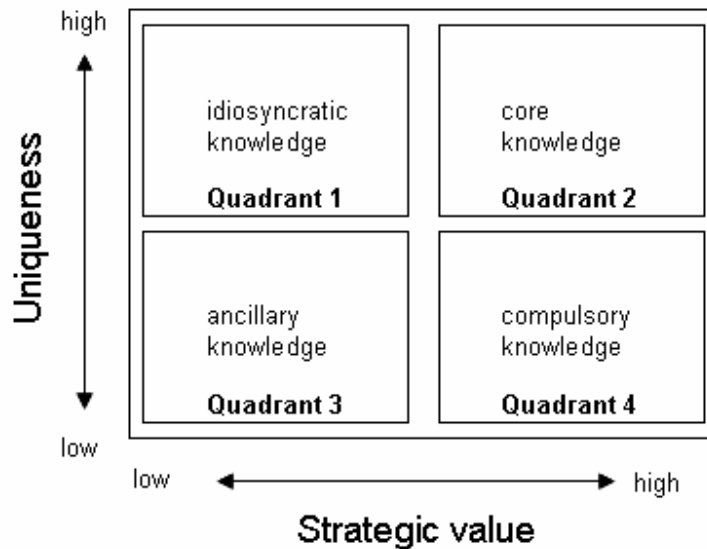 high
idiosyncratic
knowledge
Quadrant 1
core
knowledge
Quadrant 2
Uniqueness
ancillary
knowledge
Quadrant 3
compulsory
knowledge
Quadrant 4
low
low
high
Strategic value